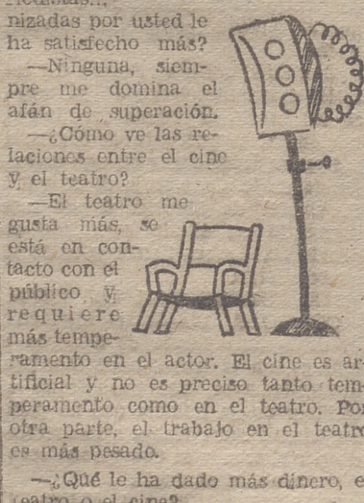 nizadas por usted le
ha satisfecho más?
—Ninguna, siem-
pre me domina el
afán de superación.
—¿Cómo ve las re-
laciones entre el cine
y el teatro?
—El teatro me
gusta más, se
está en con-
tacto con el
público y
requiere
más tempe-
ramento en el actor. El cine es ar-
tificial y no es preciso tanto tem-
peramento como en el teatro. Por
otra parte, el trabajo en el teatro
es más pesado.
—¿Qué le ha dado más dinero, e
teatro o el cine?